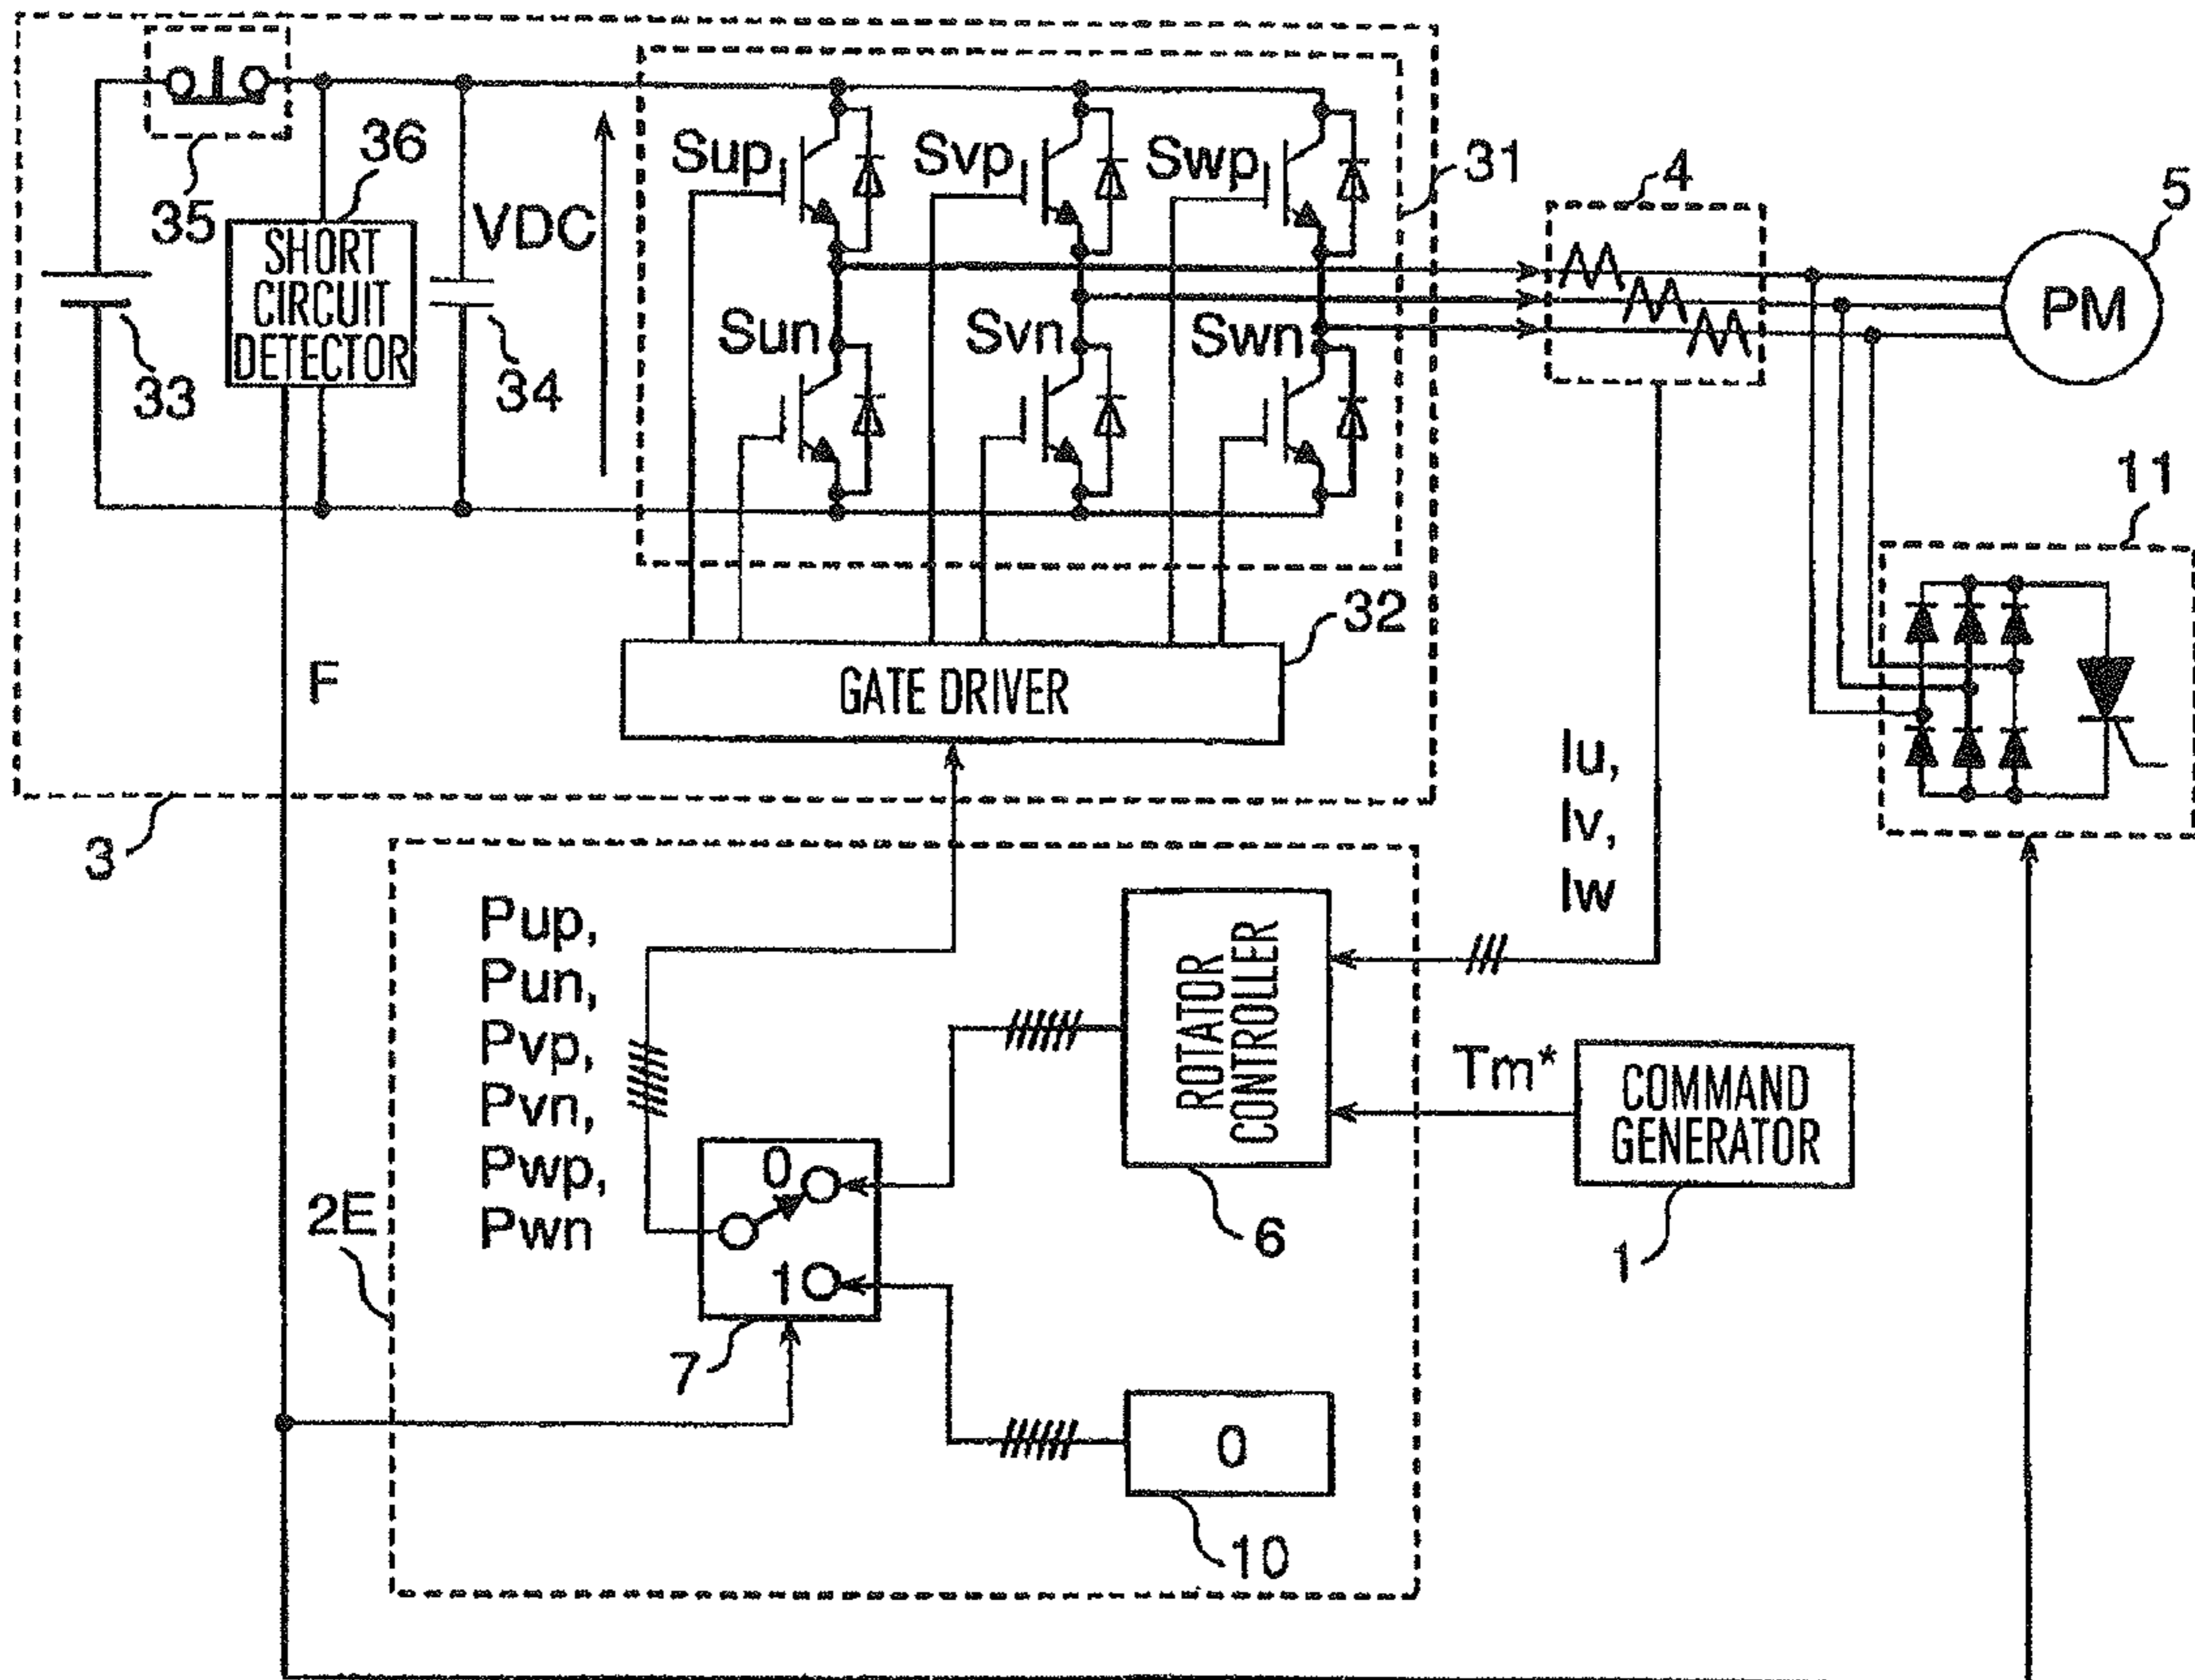 36
35
VDC
SHORT
CIRCUIT
DETECTOR
33
34
Sup
Svp
Swp
Sun
Svn
Swn
31
4
5
PM
11
32
GATE DRIVER
F
3
Iu,
Iv,
Iw
Pup,
Pun,
Pvp,
Pvn,
Pwp,
Pwn
ROTATOR
CONTROLLER
6
Tm*
COMMAND
GENERATOR
1
2E
0
1
7
0
10